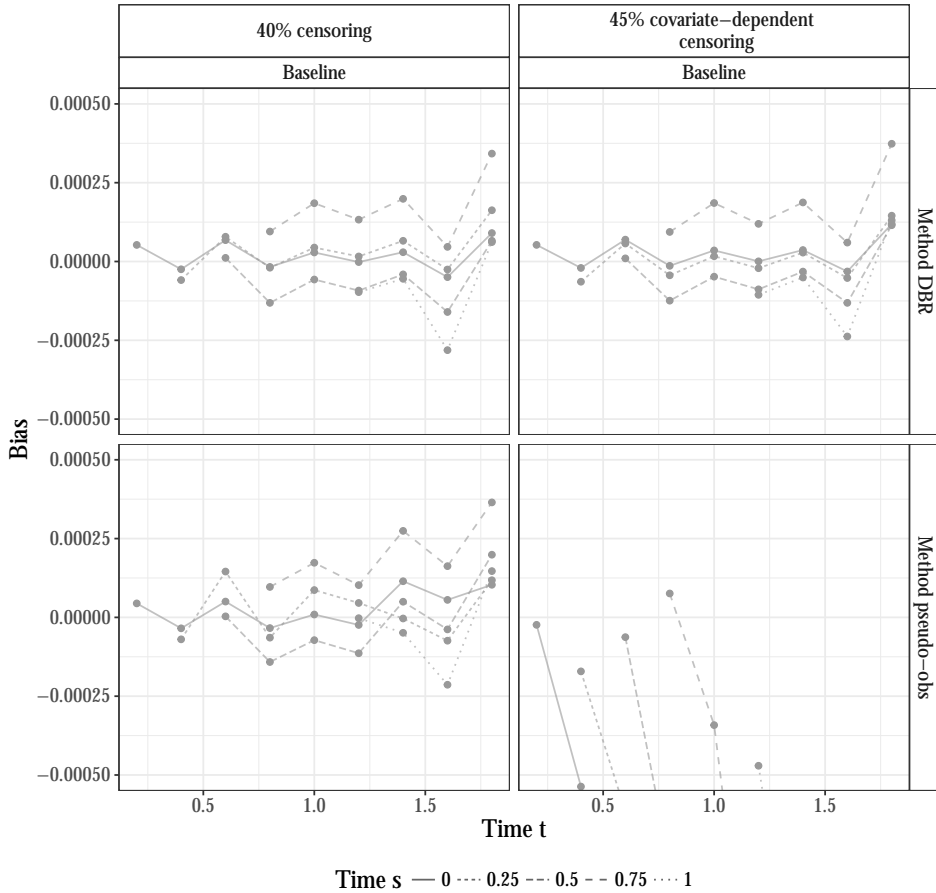 40% censoring
45% covariate−dependent
censoring
Baseline
Baseline
0.00050
0.00025
0.00000
−0.00025
−0.00050
Method DBR
Bias
0.00050
0.00025
0.00000
−0.00025
−0.00050
Method pseudo−obs
0.5 1.0 1.5
0.5 1.0 1.5
Time t
Time s 0 0.25 0.5 0.75 1